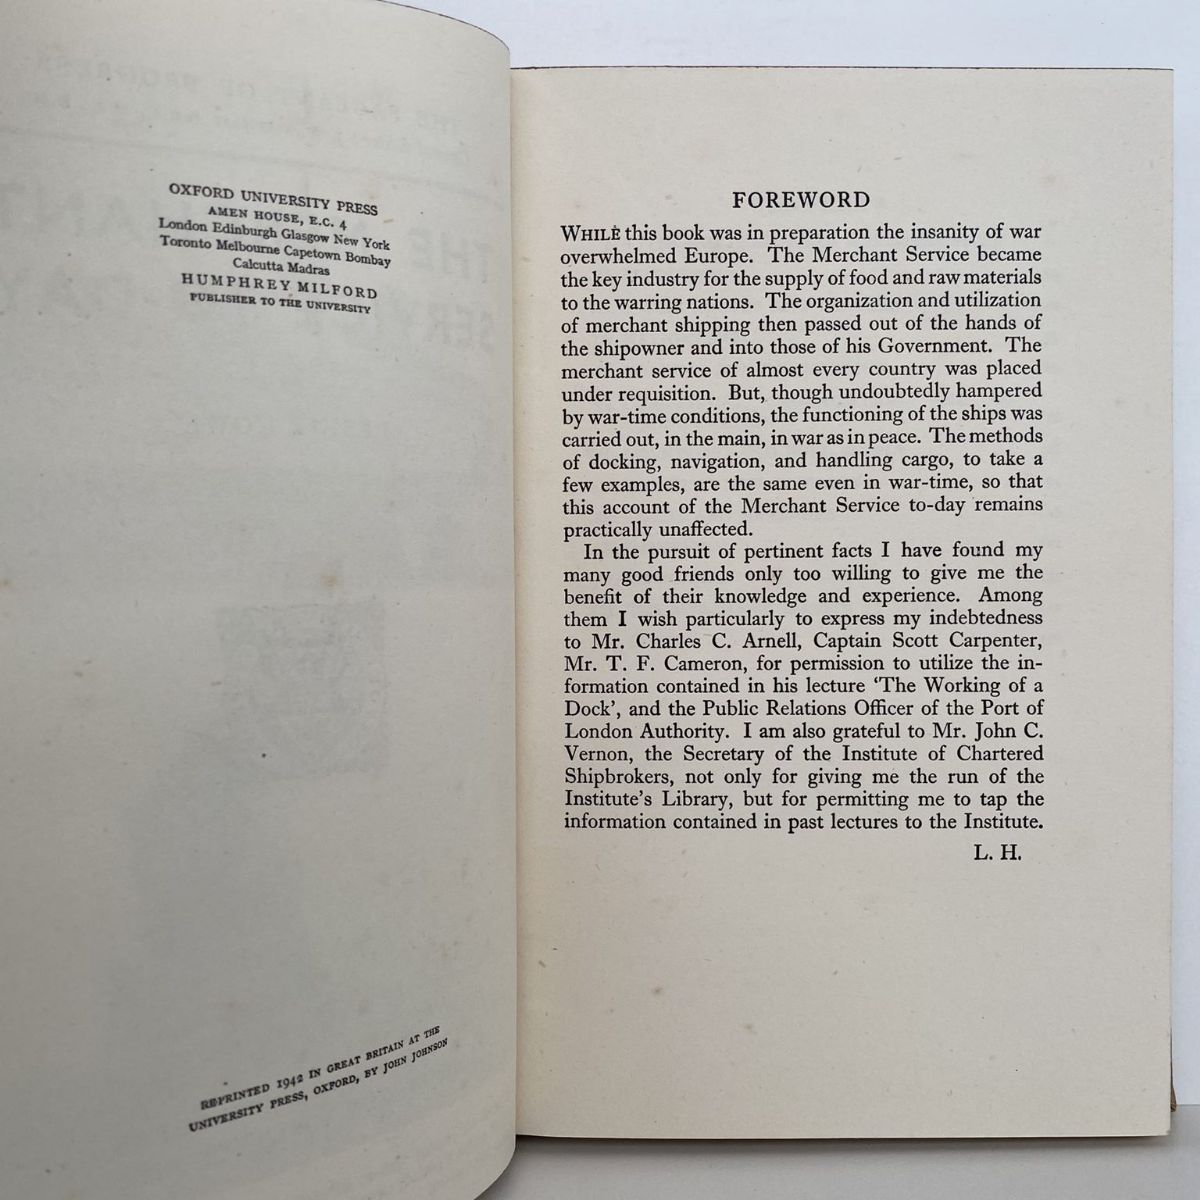 OXFORD UNIVERSITY PRESS
AMEN HOUSE, E.C. 4
London Edinburgh Glasgow New York
Toronto Melbourne Capetown Bombay
Calcutta Madras
HUMPHREY MILFORD
PUBLISHER TO THE UNIVERSITY
REPRINTED 1942 IN GREAT BRITAIN AT THE
UNIVERSITY PRESS, OXFORD, BY JOHN JOHNSON
FOREWORD
WHILE this book was in preparation the insanity of war
overwhelmed Europe. The Merchant Service became
the key industry for the supply of food and raw materials
to the warring nations. The organization and utilization
of merchant shipping then passed out of the hands of
the shipowner and into those of his Government. The
merchant service of almost every country was placed
under requisition. But, though undoubtedly hampered
by war-time conditions, the functioning of the ships was
carried out, in the main, in war as in peace. The methods
of docking, navigation, and handling cargo, to take a
few examples, are the same even in war-time, so that
this account of the Merchant Service to-day remains
practically unaffected.
In the pursuit of pertinent facts I have found my
many good friends only too willing to give me the
benefit of their knowledge and experience. Among
them I wish particularly to express my indebtedness
to Mr. Charles C. Arnell, Captain Scott Carpenter,
Mr. T. F. Cameron, for permission to utilize the in-
formation contained in his lecture ‘The Working of a
Dock’, and the Public Relations Officer of the Port of
London Authority. I am also grateful to Mr. John C.
Vernon, the Secretary of the Institute of Chartered
Shipbrokers, not only for giving me the run of the
Institute’s Library, but for permitting me to tap the
information contained in past lectures to the Institute.
L. H.